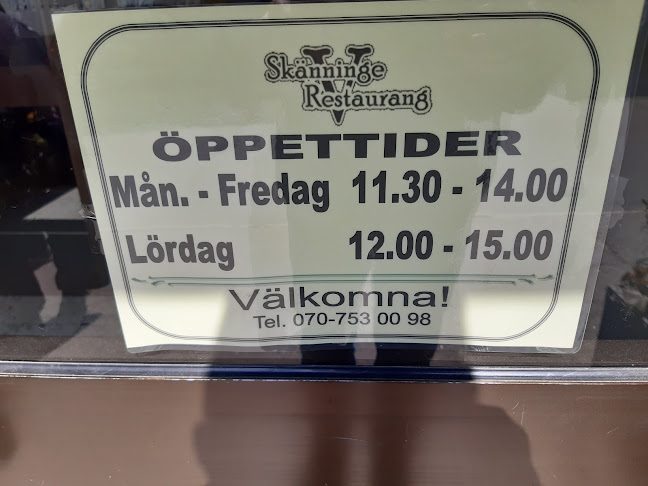 Skänninge
V
Restaurang
ÖPPETTIDER
Mån. - Fredag 11.30 - 14.00
Lördag 12.00 - 15.00
Välkomna!
Tel. 070-753 00 98